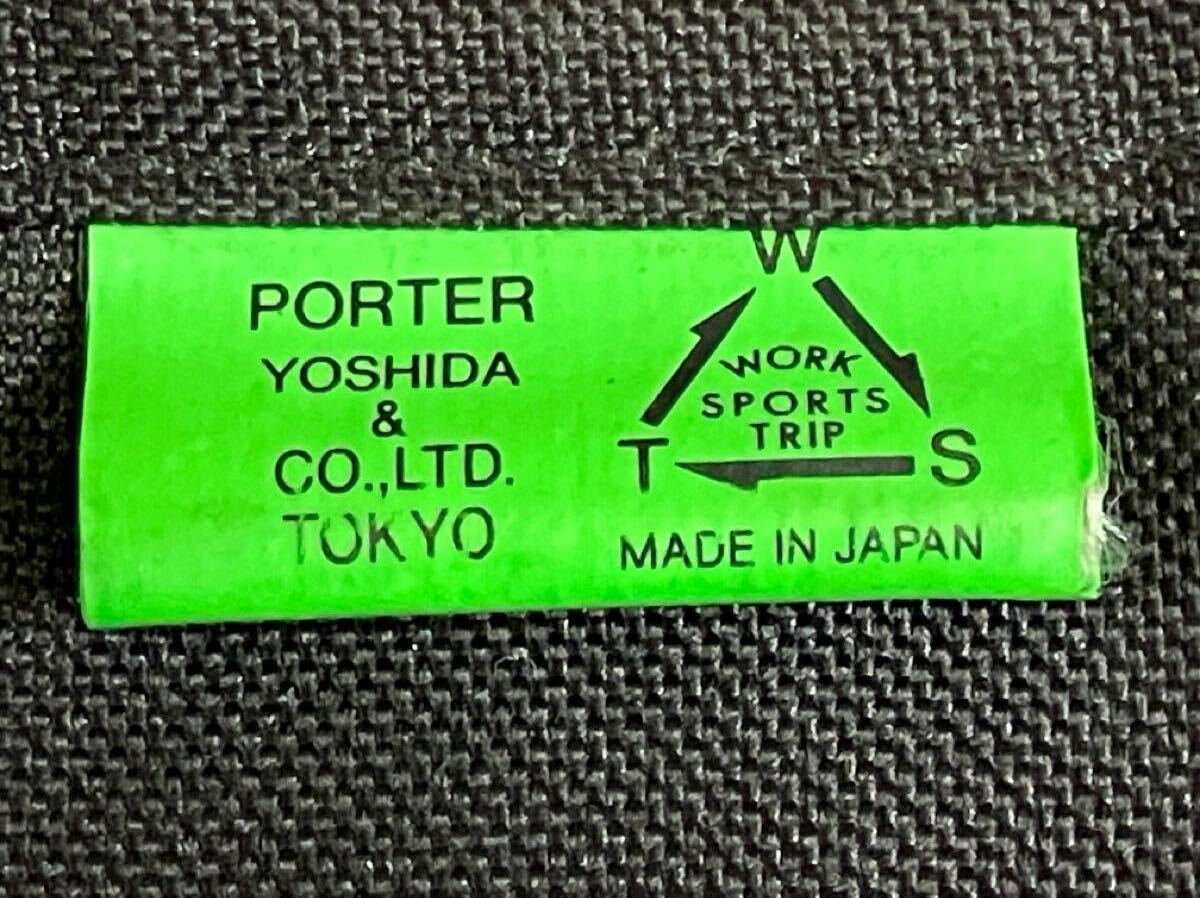 PORTER
YOSHIDA
&
CO.,LTD.
TOKYO
W
WORK
SPORTS
TRIP
T S
MADE IN JAPAN